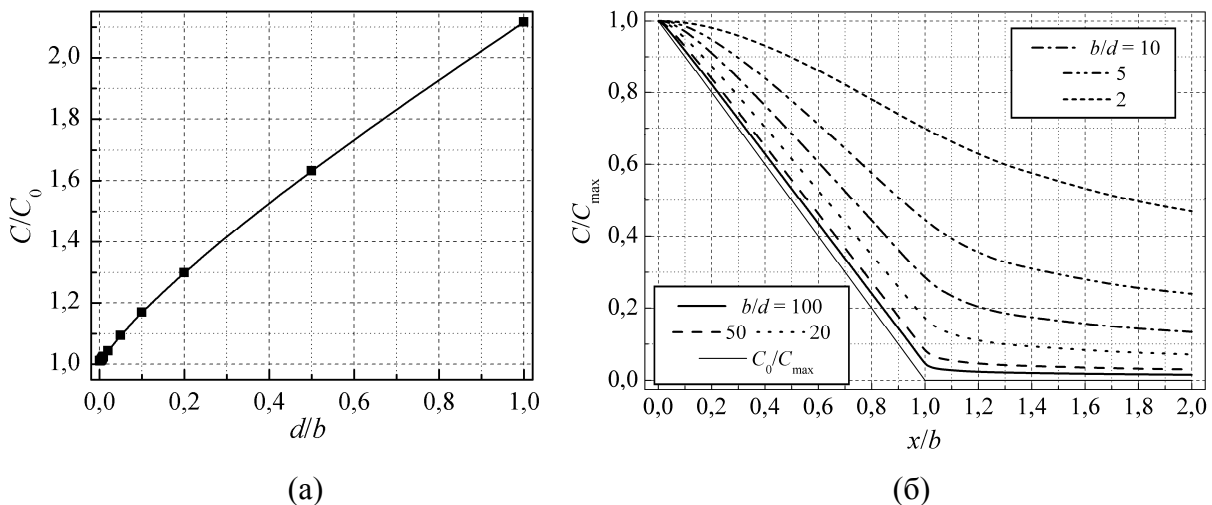 C/C₀
2,0
1,8
1,6
1,4
1,2
1,0
0,0 0,2 0,4 0,6 0,8 1,0
d/b
(а)
C/C_max
1,0
0,8
0,6
0,4
0,2
0,0
b/d = 10
5
2
b/d = 100
50 20
C₀/C_max
0,0 0,2 0,4 0,6 0,8 1,0 1,2 1,4 1,6 1,8 2,0
x/b
(б)